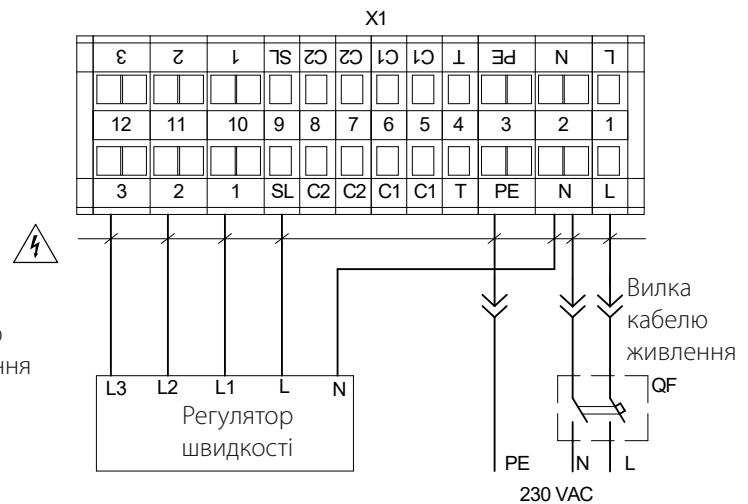 X1
3 2 1 SL C2 C2 C1 C1 T PE N L
12 11 10 9 8 7 6 5 4 3 2 1
3 2 1 SL C2 C2 C1 C1 T PE N L
Вилка
кабелю
живлення
L3 L2 L1 L N
QF
Регулятор
швидкості
PE N L
230 VAC